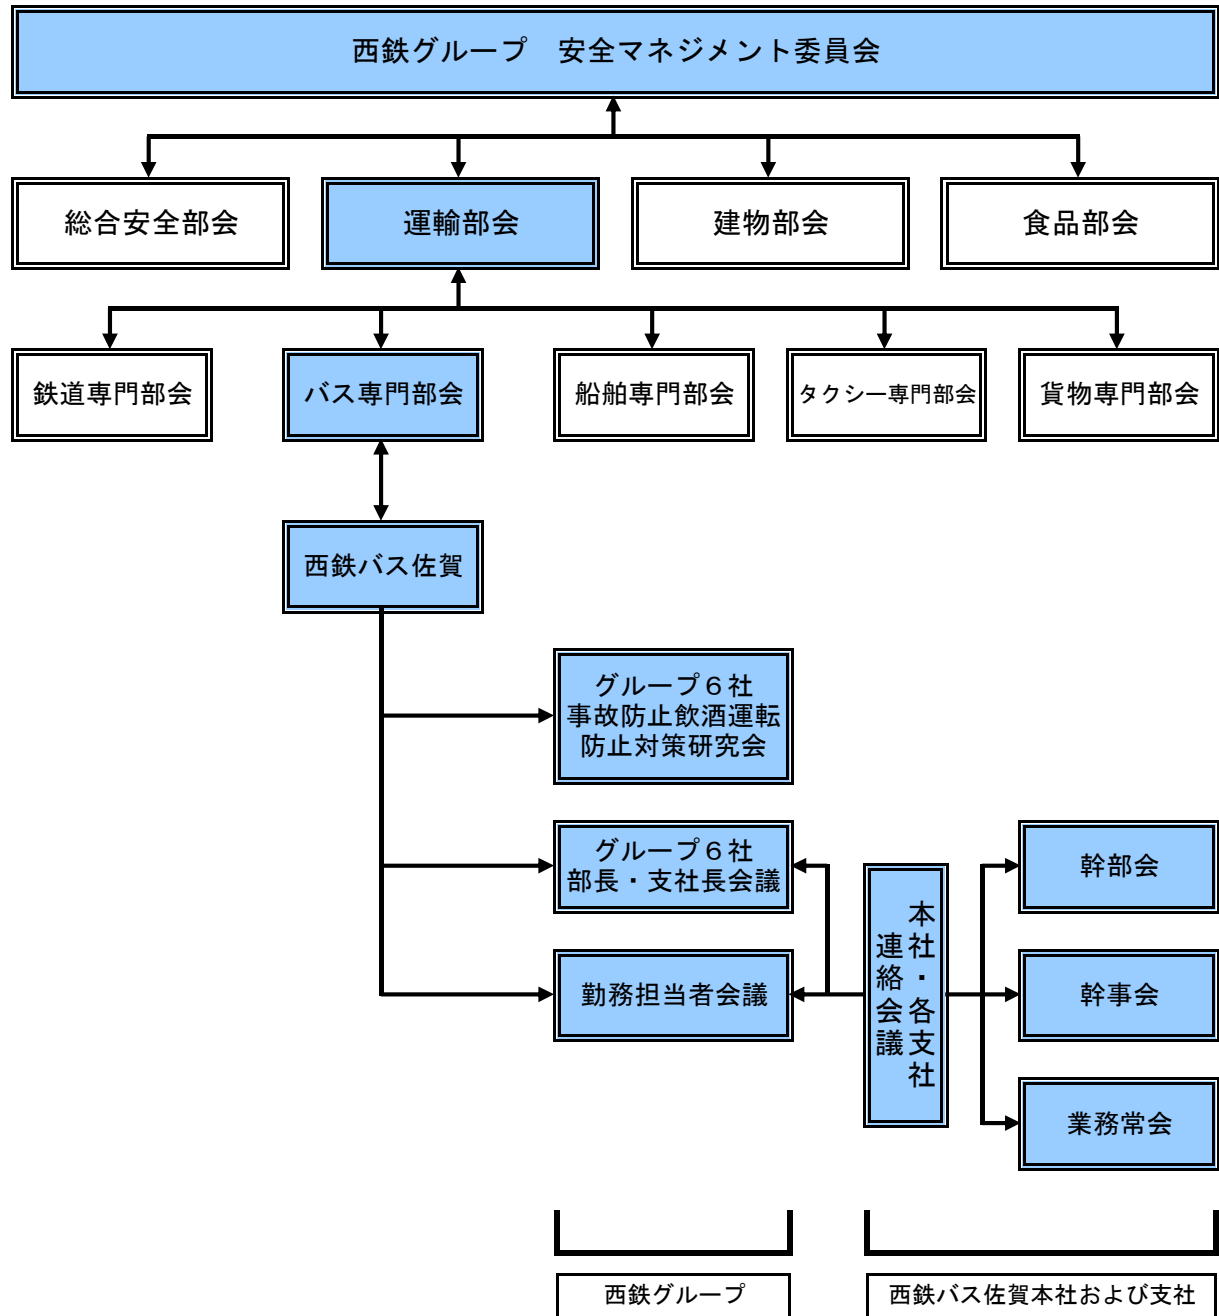 西鉄グループ　安全マネジメント委員会
総合安全部会
運輸部会
建物部会
食品部会
鉄道専門部会
バス専門部会
船舶専門部会
タクシー専門部会
貨物専門部会
西鉄バス佐賀
グループ６社
事故防止飲酒運転
防止対策研究会
グループ６社
部長・支社長会議
勤務担当者会議
本社・各支社
連絡会議
幹部会
幹事会
業務常会
西鉄グループ
西鉄バス佐賀本社および支社